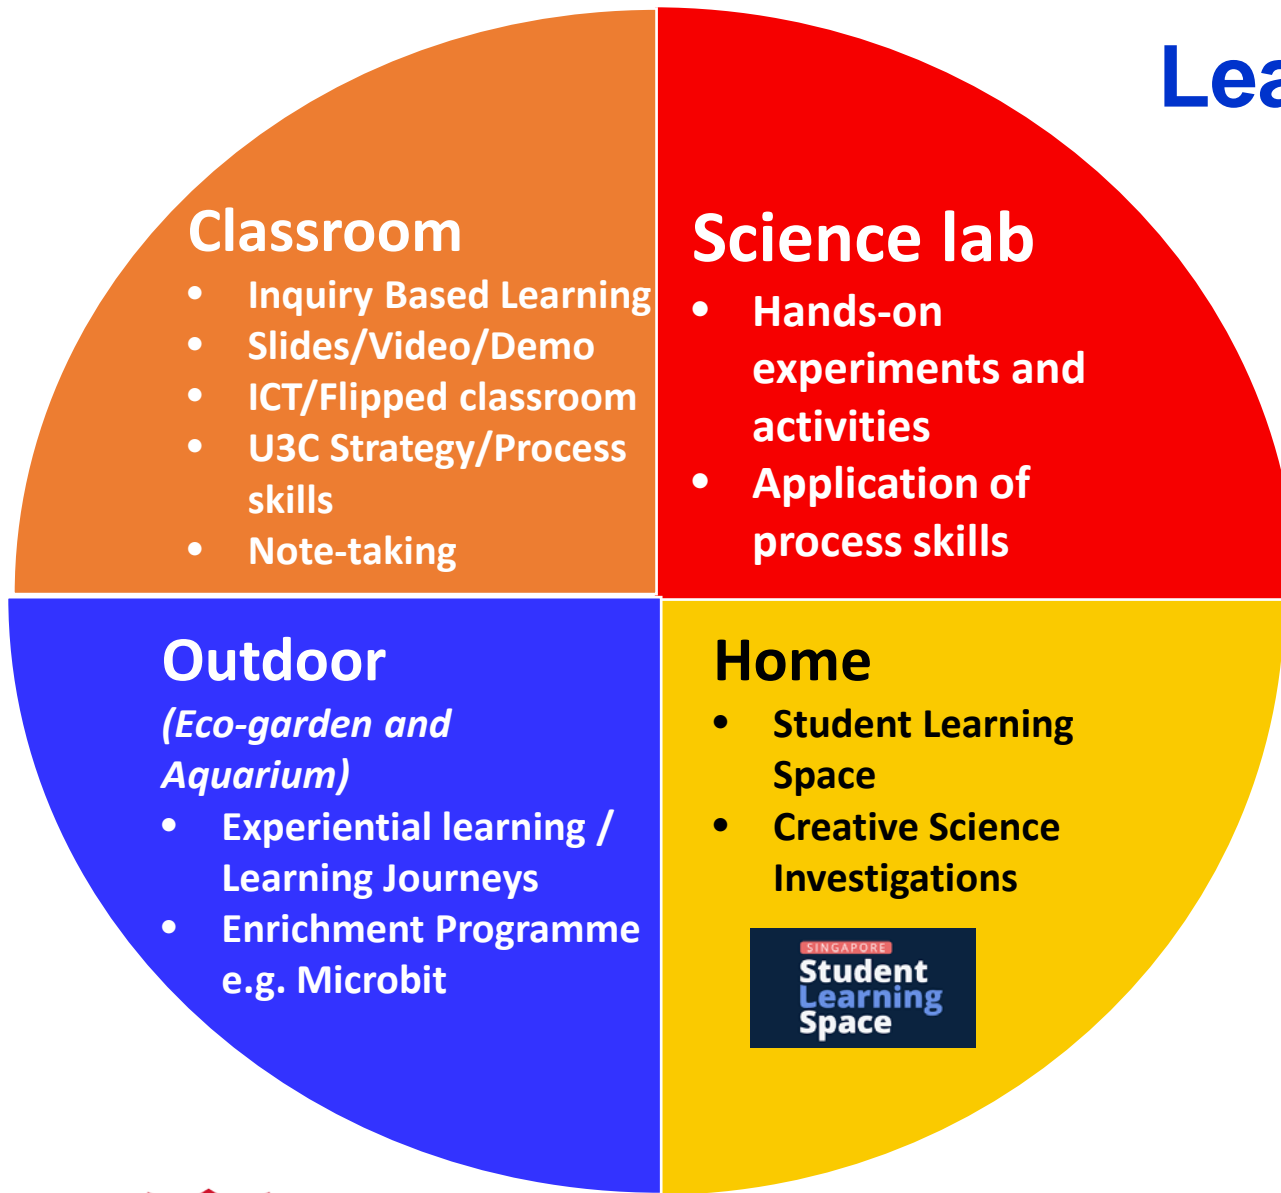 Lea
Classroom
• Inquiry Based Learning
• Slides/Video/Demo
• ICT/Flipped classroom
• U3C Strategy/Process
skills
• Note-taking
Science lab
• Hands-on
experiments and
activities
• Application of
process skills
Outdoor
(Eco-garden and
Aquarium)
• Experiential learning /
Learning Journeys
• Enrichment Programme
e.g. Microbit
Home
• Student Learning
Space
• Creative Science
Investigations
SINGAPORE
Student
Learning
Space